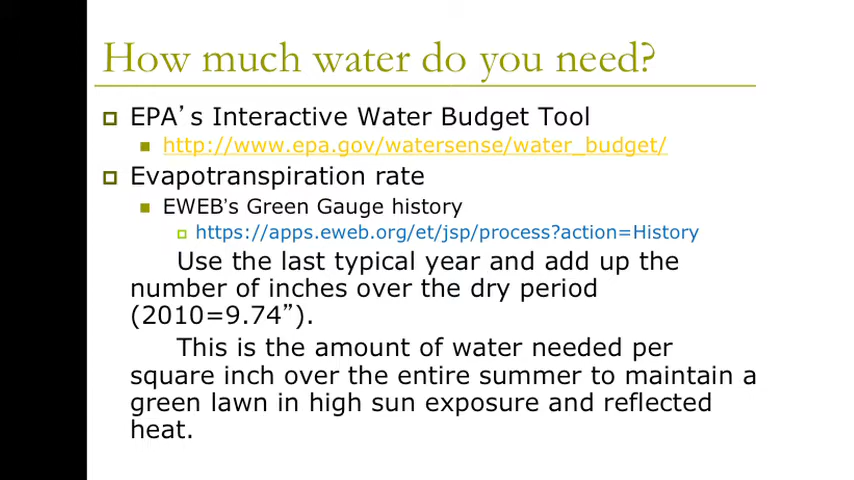 How much water do you need?
EPA's Interactive Water Budget Tool
http://www.epa.gov/watersense/water_budget/
Evapotranspiration rate
EWEB's Green Gauge history
https://apps.eweb.org/et/jsp/process?action=History
Use the last typical year and add up the
number of inches over the dry period
(2010=9.74”).
This is the amount of water needed per
square inch over the entire summer to maintain a
green lawn in high sun exposure and reflected
heat.